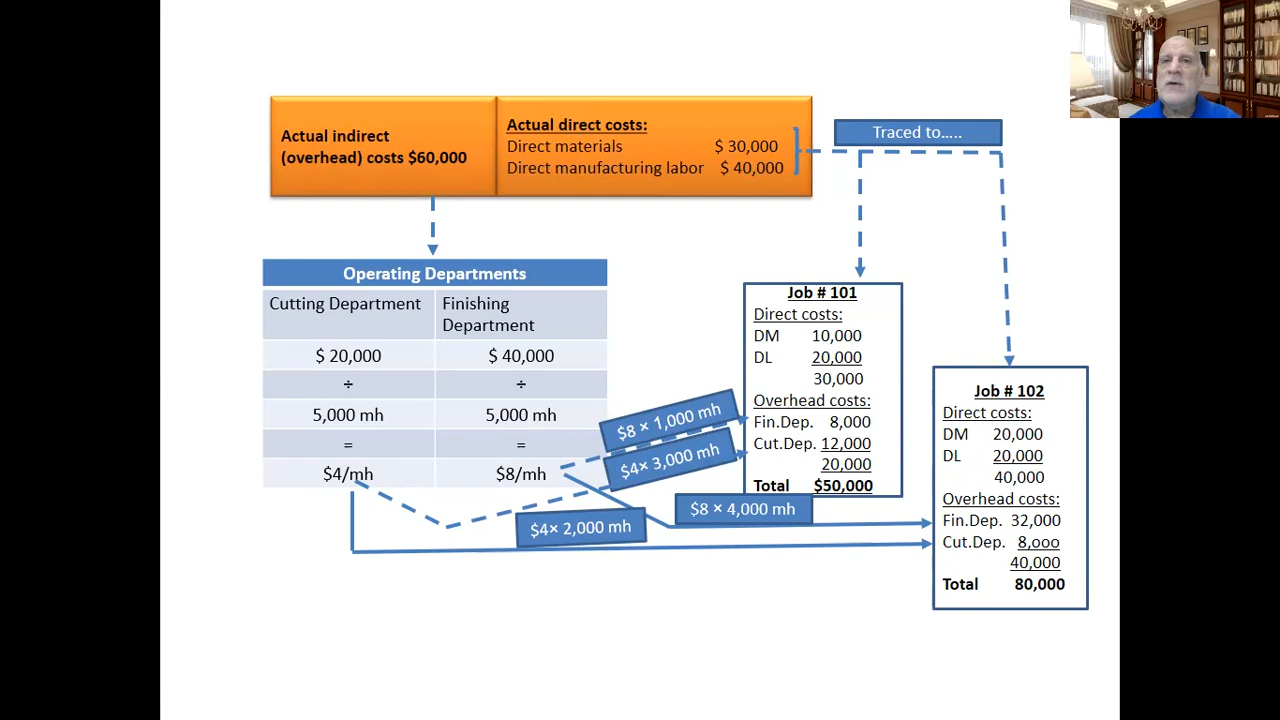 Actual indirect
(overhead) costs $60,000
Actual direct costs:
Direct materials $ 30,000
Direct manufacturing labor $ 40,000
Traced to.....
Operating Departments
Cutting Department
Finishing
Department
$ 20,000 $ 40,000
÷ ÷
5,000 mh 5,000 mh
= =
$4/mh $8/mh
$8 × 1,000 mh
$4× 3,000 mh
$4× 2,000 mh
$8 × 4,000 mh
Job # 101
Direct costs:
DM 10,000
DL 20,000
30,000
Overhead costs:
Fin.Dep. 8,000
Cut.Dep. 12,000
20,000
Total $50,000
Job # 102
Direct costs:
DM 20,000
DL 20,000
40,000
Overhead costs:
Fin.Dep. 32,000
Cut.Dep. 8,ooo
40,000
Total 80,000